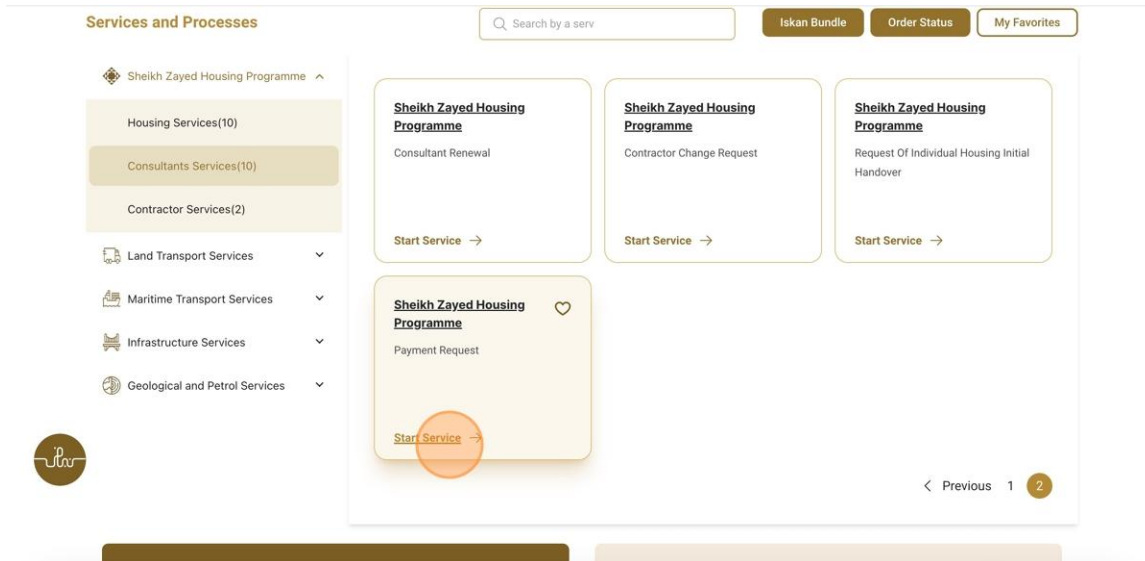 Services and Processes
Search by a serv
Iskan Bundle
Order Status
My Favorites
Sheikh Zayed Housing Programme
Housing Services(10)
Consultants Services(10)
Contractor Services(2)
Land Transport Services
Maritime Transport Services
Infrastructure Services
Geological and Petrol Services
Sheikh Zayed Housing
Programme
Consultant Renewal
Start Service
Sheikh Zayed Housing
Programme
Contractor Change Request
Start Service
Sheikh Zayed Housing
Programme
Request Of Individual Housing Initial
Handover
Start Service
Sheikh Zayed Housing
Programme
Payment Request
Start Service
Previous 1 2